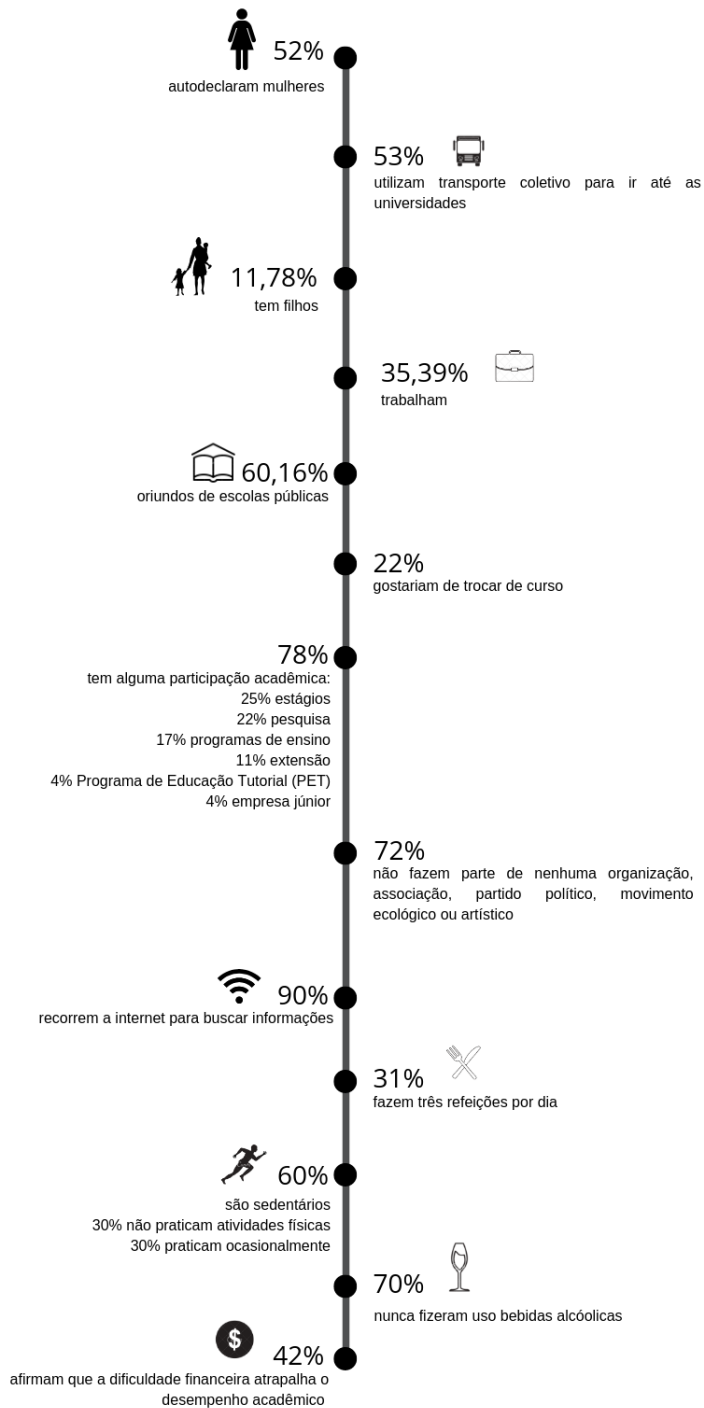 52%
autodeclaram mulheres
53%
utilizam transporte coletivo para ir até as
universidades
11,78%
tem filhos
35,39%
trabalham
60,16%
oriundos de escolas públicas
22%
gostariam de trocar de curso
78%
tem alguma participação acadêmica:
25% estágios
22% pesquisa
17% programas de ensino
11% extensão
4% Programa de Educação Tutorial (PET)
4% empresa júnior
72%
não fazem parte de nenhuma organização,
associação, partido político, movimento
ecológico ou artístico
90%
recorrem a internet para buscar informações
31%
fazem três refeições por dia
60%
são sedentários
30% não praticam atividades físicas
30% praticam ocasionalmente
70%
nunca fizeram uso bebidas alcóolicas
$
42%
afirmam que a dificuldade financeira atrapalha o
desempenho acadêmico